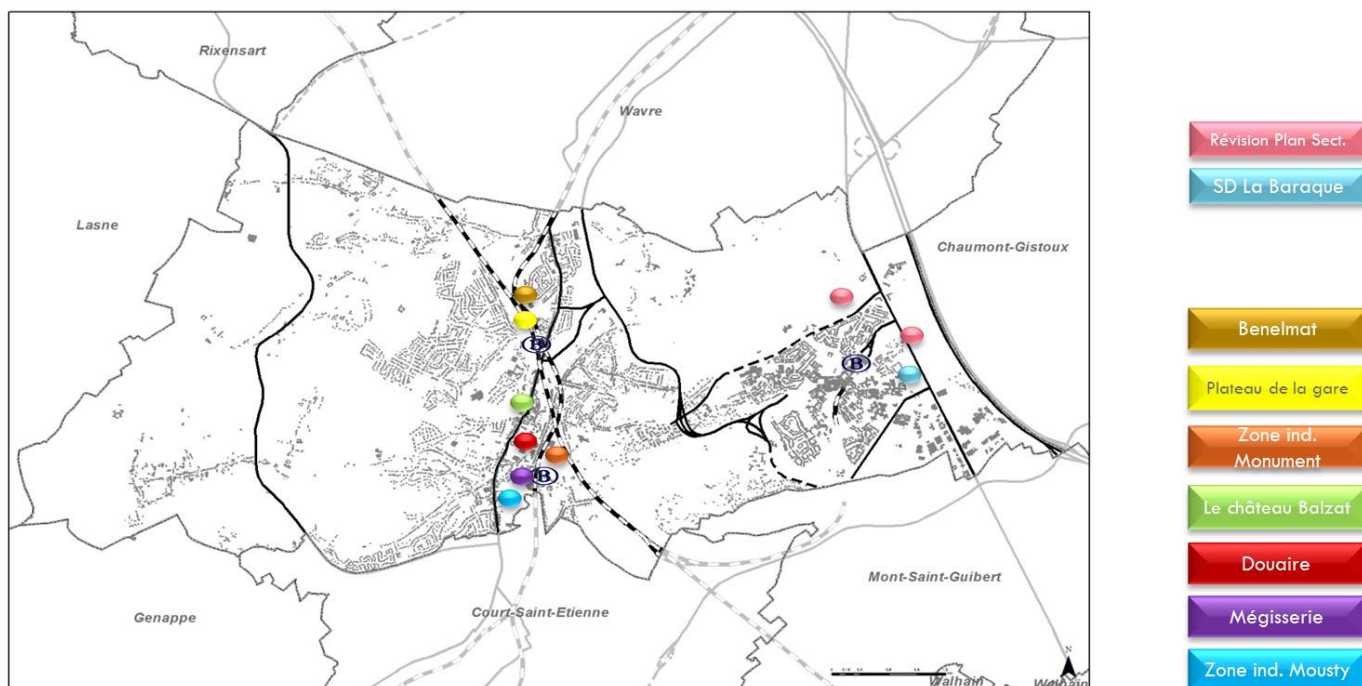 Rixensart
Wavre
Lasne
Chaumont-Gistoux
B
B
B
Mont-Saint-Guibert
Court-Saint-Etienne
Genappe
N
Walhain
Révision Plan Sect.
SD La Baraque
Benelmat
Plateau de la gare
Zone ind.
Monument
Le château Balzat
Douaire
Mégisserie
Zone ind. Mousty